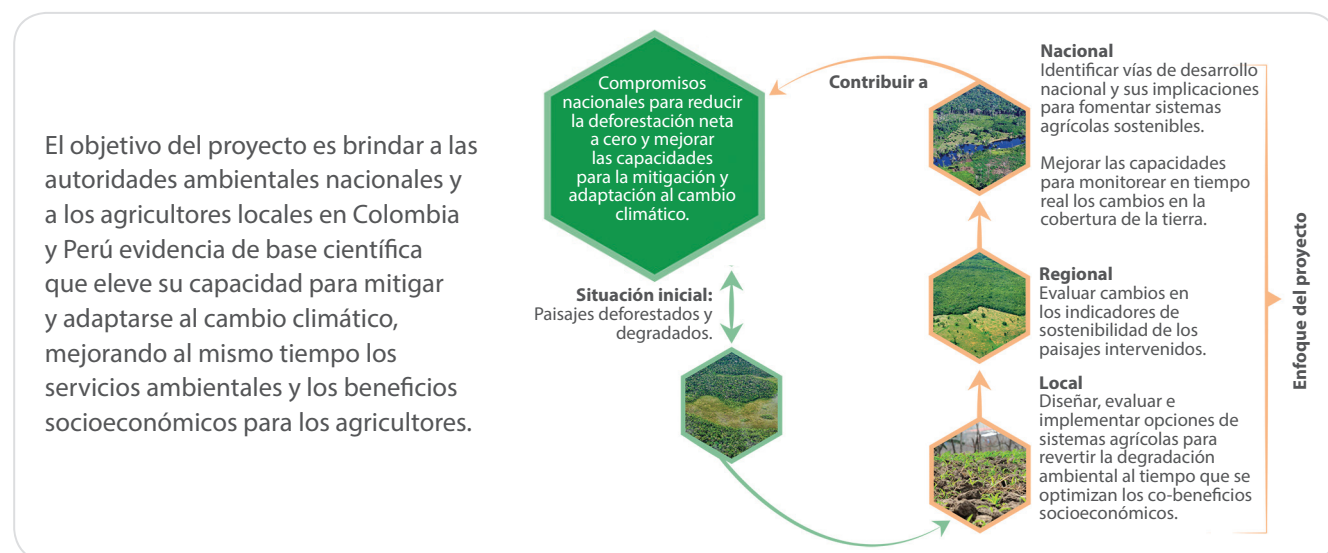 El objetivo del proyecto es brindar a las
autoridades ambientales nacionales y
a los agricultores locales en Colombia
y Perú evidencia de base científica
que eleve su capacidad para mitigar
y adaptarse al cambio climático,
mejorando al mismo tiempo los
servicios ambientales y los beneficios
socioeconómicos para los agricultores.
Compromisos
nacionales para reducir
la deforestación neta
a cero y mejorar
las capacidades
para la mitigación y
adaptación al cambio
climático.
Situación inicial:
Paisajes deforestados y
degradados.
Contribuir a
Nacional
Identificar vías de desarrollo
nacional y sus implicaciones
para fomentar sistemas
agrícolas sostenibles.
Mejorar las capacidades
para monitorear en tiempo
real los cambios en la
cobertura de la tierra.
Regional
Evaluar cambios en
los indicadores de
sostenibilidad de los
paisajes intervenidos.
Local
Diseñar, evaluar e
implementar opciones de
sistemas agrícolas para
revertir la degradación
ambiental al tiempo que se
optimizan los co-beneficios
socioeconómicos.
Enfoque del proyecto